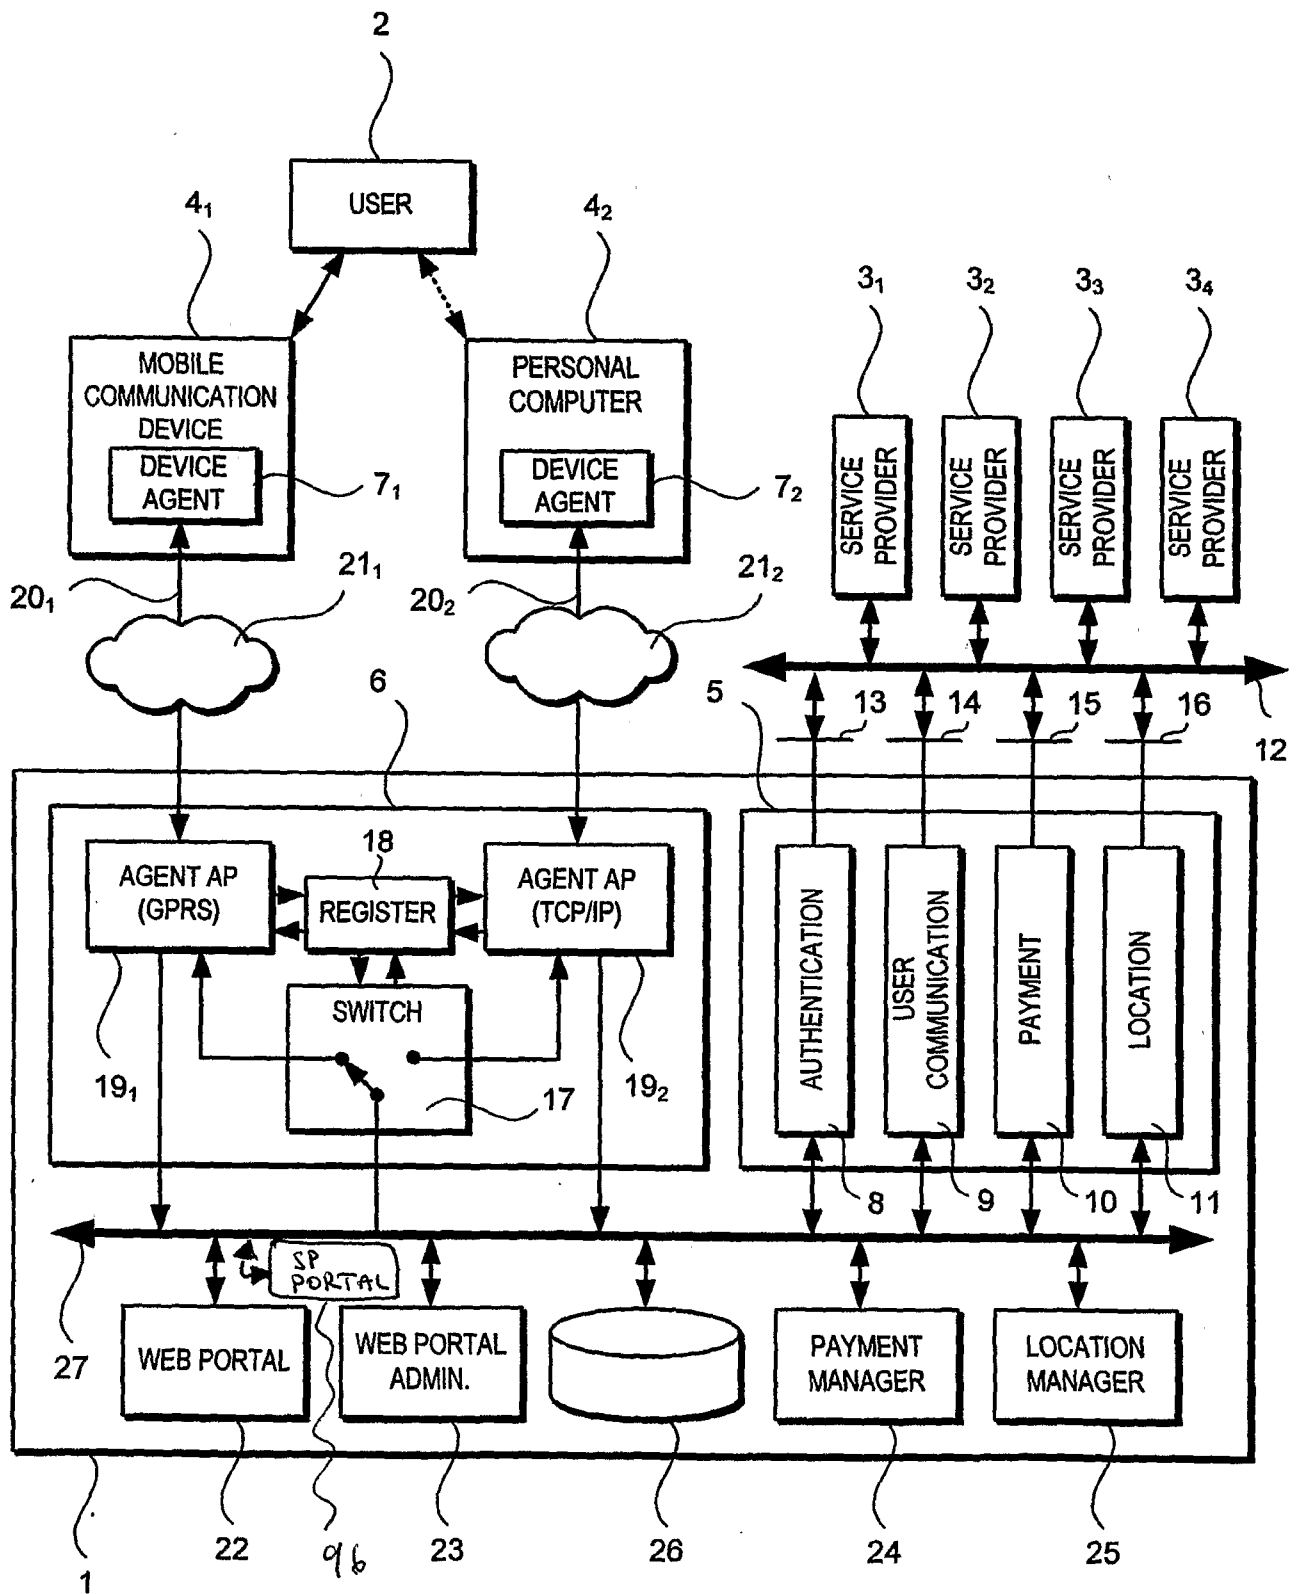 2
USER
4₁
4₂
3₁
3₂
3₃
3₄
MOBILE
COMMUNICATION
DEVICE
DEVICE
AGENT
7₁
PERSONAL
COMPUTER
DEVICE
AGENT
7₂
SERVICE
PROVIDER
SERVICE
PROVIDER
SERVICE
PROVIDER
SERVICE
PROVIDER
20₁
21₁
20₂
21₂
6
5
13
14
15
16
12
AGENT AP
(GPRS)
18
REGISTER
AGENT AP
(TCP/IP)
SWITCH
19₁
17
19₂
AUTHENTICATION
USER
COMMUNICATION
PAYMENT
LOCATION
8
9
10
11
27
SP
PORTAL
WEB PORTAL
WEB PORTAL
ADMIN.
PAYMENT
MANAGER
LOCATION
MANAGER
1
22
96
23
26
24
25